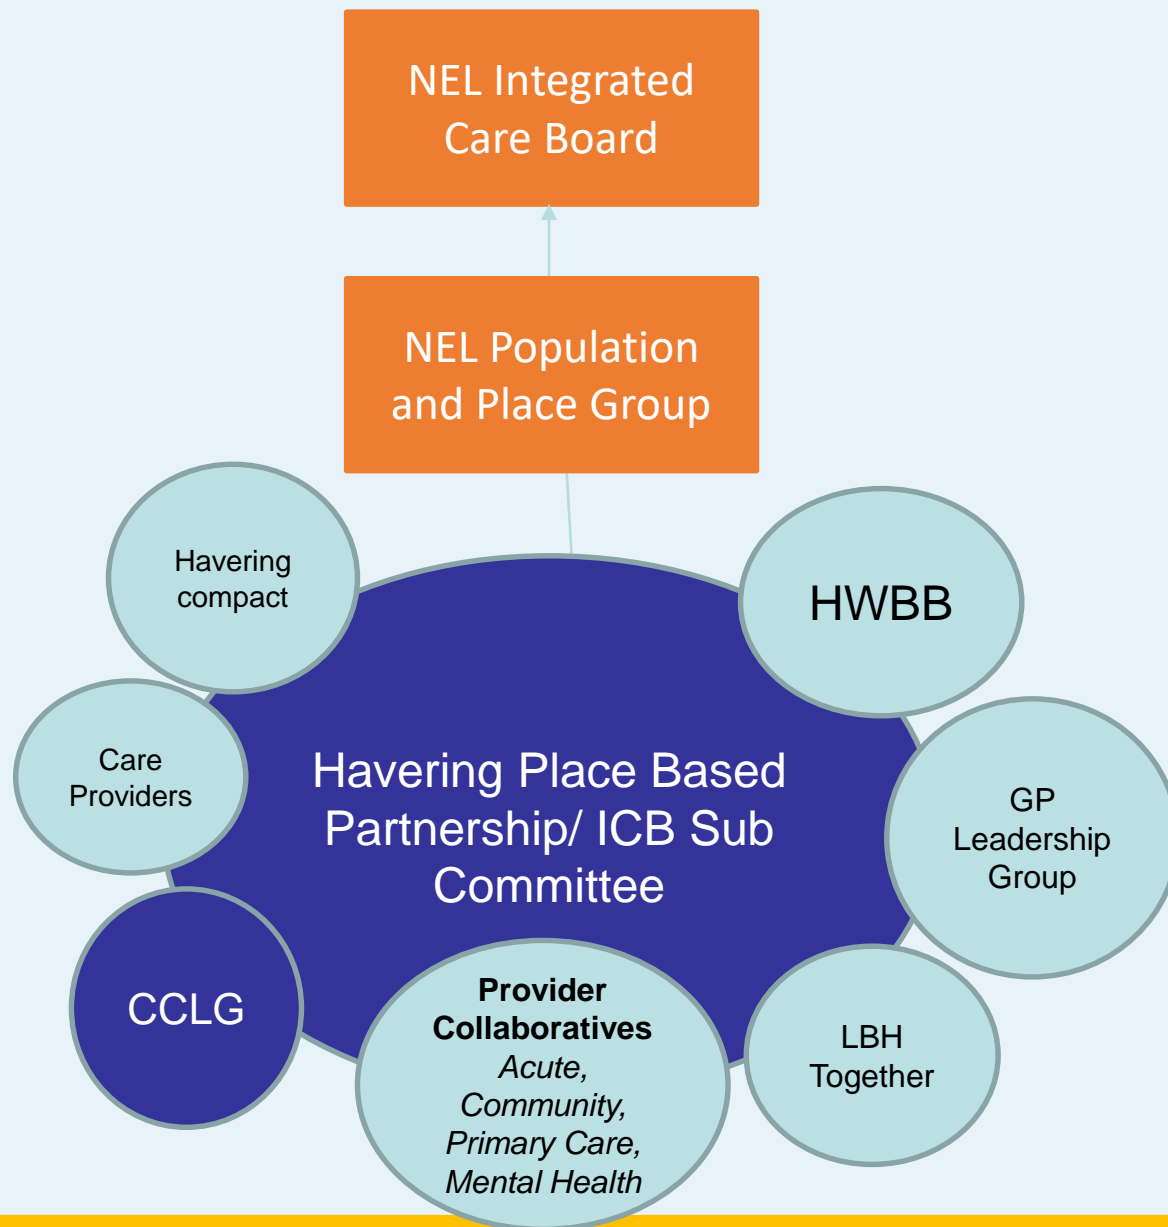 NEL Integrated
Care Board
NEL Population
and Place Group
Havering
compact
HWBB
Care
Providers
Havering Place Based
Partnership/ ICB Sub
Committee
GP
Leadership
Group
CCLG
Provider
Collaboratives
Acute,
Community,
Primary Care,
Mental Health
LBH
Together